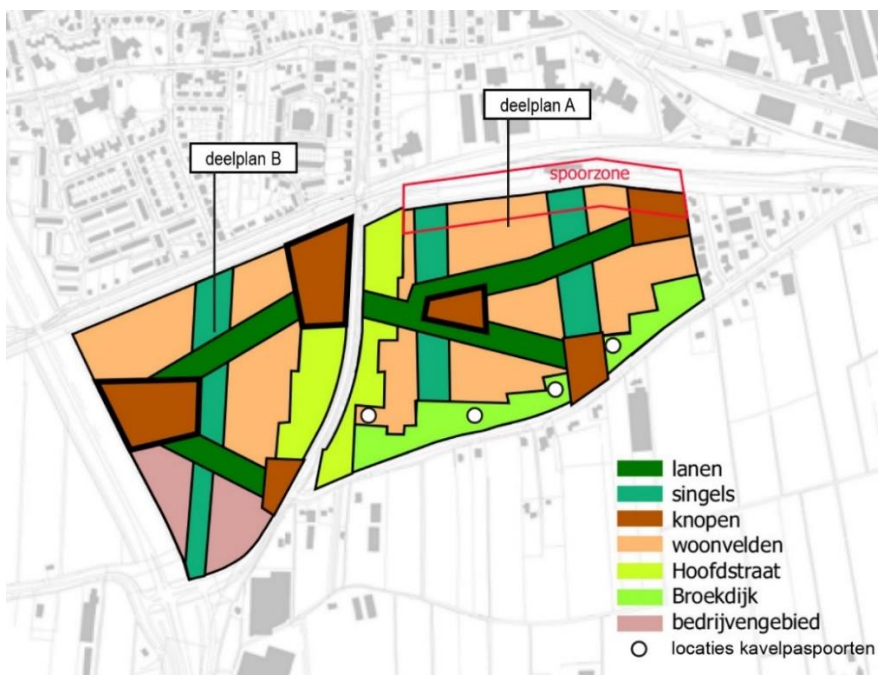 deelplan A
deelplan B
spoorzone
lanen
singels
knopen
woonvelden
Hoofdstraat
Broekdijk
bedrijvengebied
locaties kavelpaspoorten